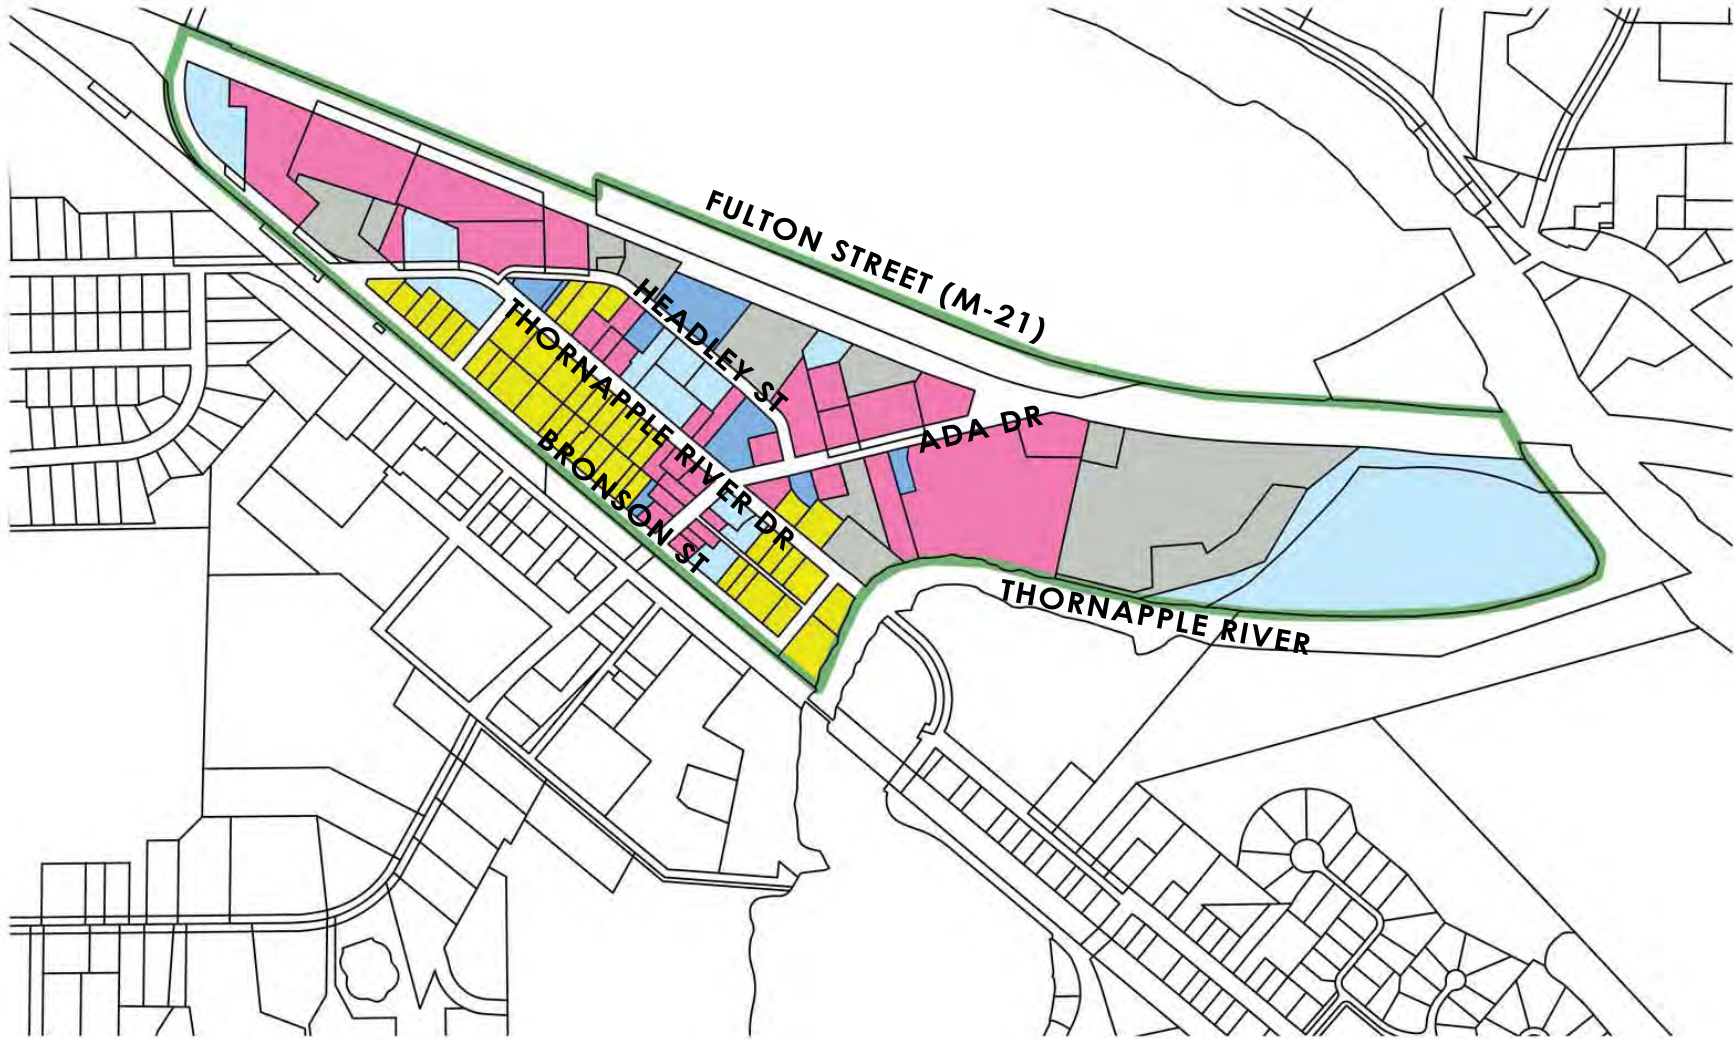 FULTON STREET (M-21)
HEADLEY ST
THORNAPPLE RIVER DR
ADA DR
BRONSON ST
THORNAPPLE RIVER